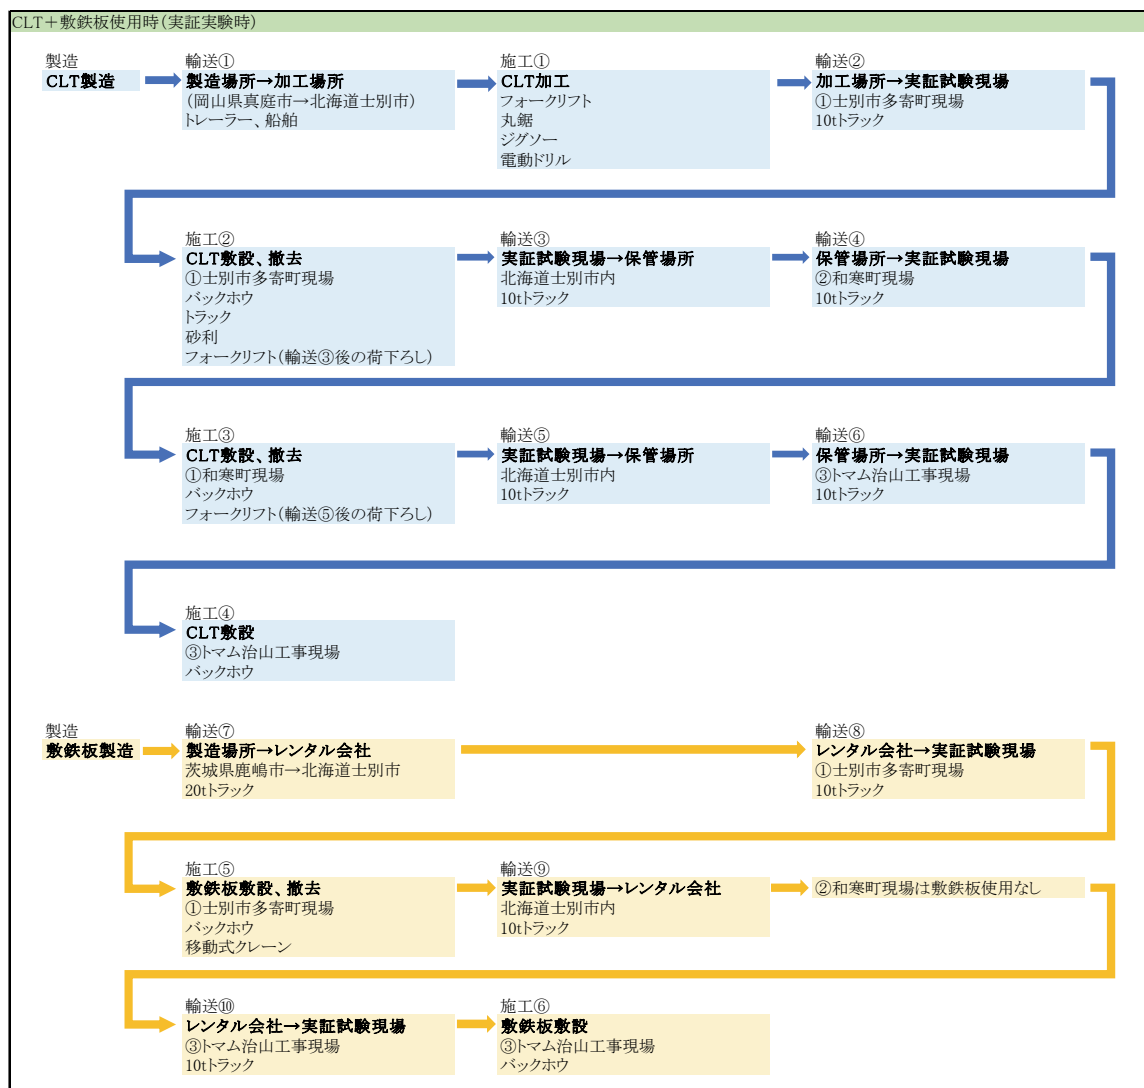 CLT＋敷鉄板使用時（実証実験時）
製造
CLT製造
輸送①
製造場所→加工場所
（岡山県真庭市→北海道士別市）
トレーラー、船舶
施工①
CLT加工
フォークリフト
丸鋸
ジグソー
電動ドリル
輸送②
加工場所→実証試験現場
①士別市多寄町現場
10tトラック
施工②
CLT敷設、撤去
①士別市多寄町現場
バックホウ
トラック
砂利
フォークリフト（輸送③後の荷下ろし）
輸送③
実証試験現場→保管場所
北海道士別市内
10tトラック
輸送④
保管場所→実証試験現場
②和寒町現場
10tトラック
施工③
CLT敷設、撤去
①和寒町現場
バックホウ
フォークリフト（輸送⑤後の荷下ろし）
輸送⑤
実証試験現場→保管場所
北海道士別市内
10tトラック
輸送⑥
保管場所→実証試験現場
③トマム治山工事現場
10tトラック
施工④
CLT敷設
③トマム治山工事現場
バックホウ
製造
敷鉄板製造
輸送⑦
製造場所→レンタル会社
茨城県鹿嶋市→北海道士別市
20tトラック
輸送⑧
レンタル会社→実証試験現場
①士別市多寄町現場
10tトラック
施工⑤
敷鉄板敷設、撤去
①士別市多寄町現場
バックホウ
移動式クレーン
輸送⑨
実証試験現場→レンタル会社
北海道士別市内
10tトラック
②和寒町現場は敷鉄板使用なし
輸送⑩
レンタル会社→実証試験現場
③トマム治山工事現場
10tトラック
施工⑥
敷鉄板敷設
③トマム治山工事現場
バックホウ